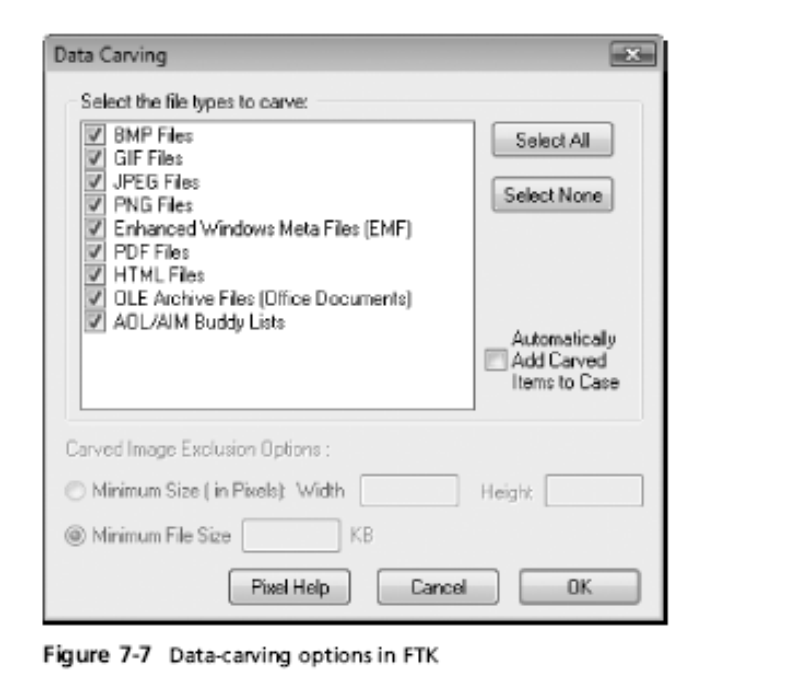 Data Carving
Select the file types to carve:
BMP Files
GIF Files
JPEG Files
PNG Files
Enhanced Windows Meta Files (EMF)
PDF Files
HTML Files
OLE Archive Files (Office Documents)
AOL/AIM Buddy Lists
Select All
Select None
Automatically
Add Carved
Items to Case
Carved Image Exclusion Options :
Minimum Size ( in Pixels): Width Height:
Minimum File Size KB
Pixel Help Cancel OK
Figure 7-7 Data-carving options in FTK